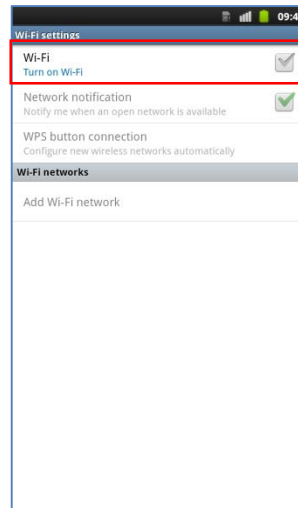 09:4
Wi-Fi settings
Wi-Fi
Turn on Wi-Fi
Network notification
Notify me when an open network is available
WPS button connection
Configure new wireless networks automatically
Wi-Fi networks
Add Wi-Fi network